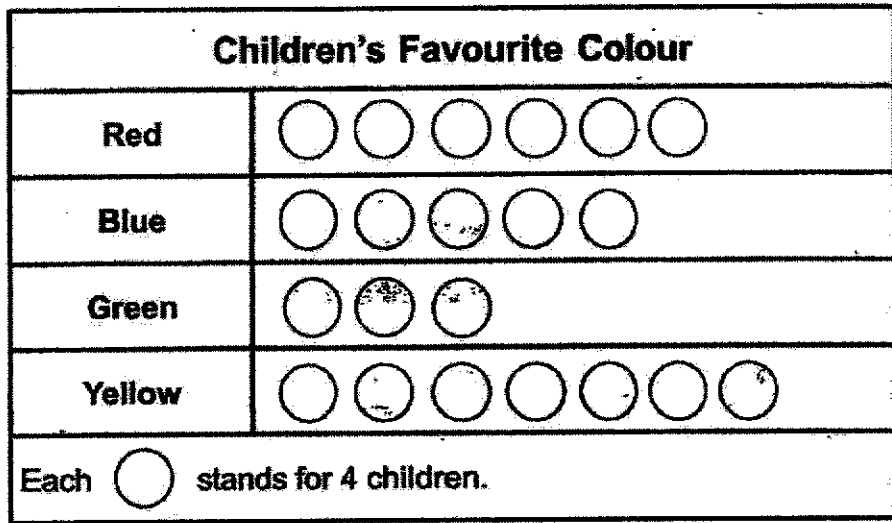 Children's Favourite Colour
Red
Blue
Green
Yellow
Each stands for 4 children.